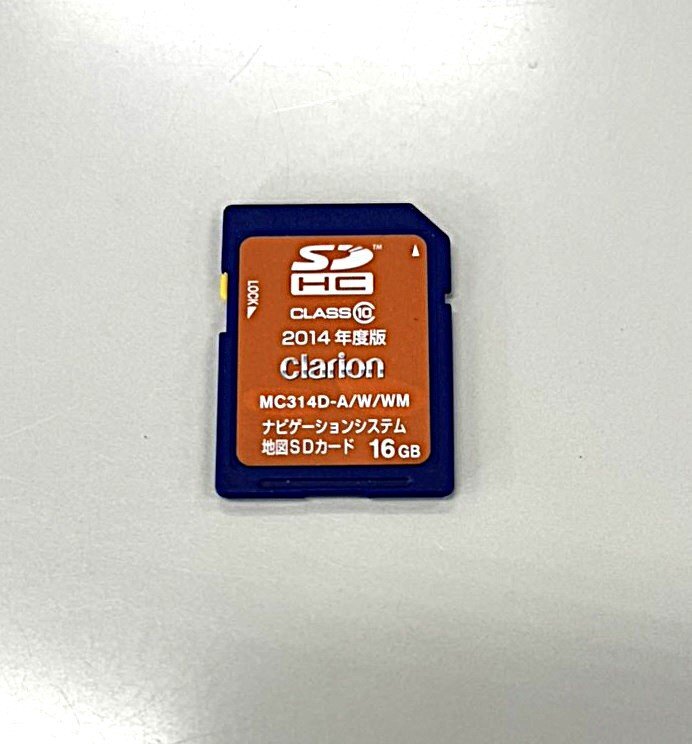 SD™
HC
LOCK
CLASS 10
2014 年度版
clarion
MC314D-A/W/WM
ナビゲーションシステム
地図SDカード 16GB